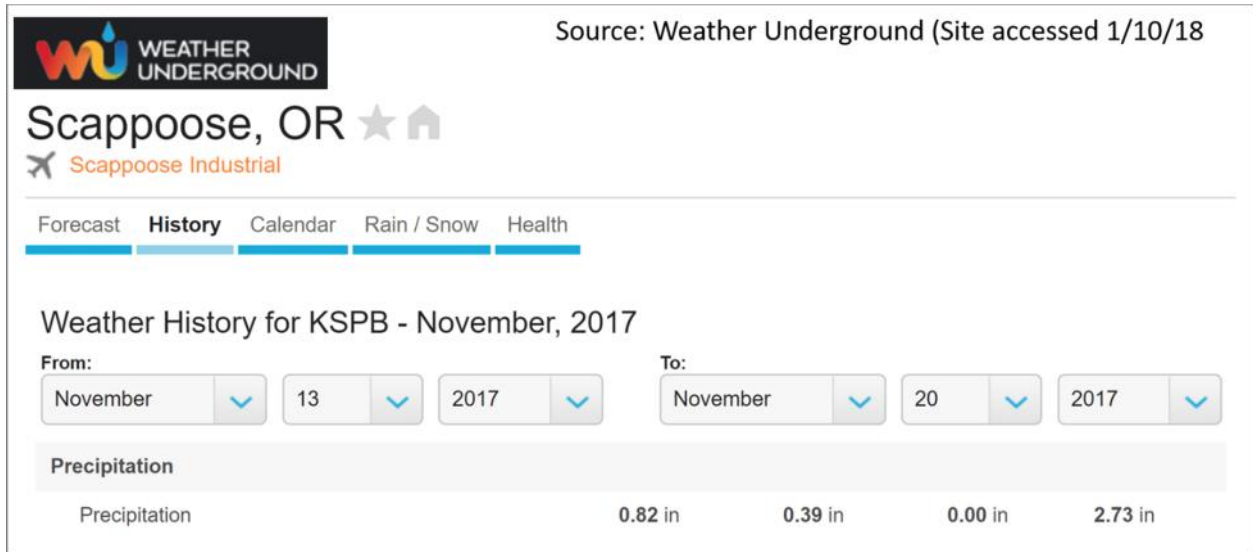 Source: Weather Underground (Site accessed 1/10/18
WU WEATHER
UNDERGROUND
Scappoose, OR
Scappoose Industrial
Forecast History Calendar Rain / Snow Health
Weather History for KSPB - November, 2017
From: To:
November 13 2017 November 20 2017
Precipitation
Precipitation 0.82 in 0.39 in 0.00 in 2.73 in